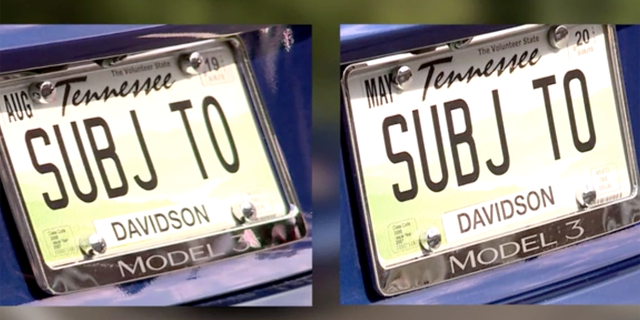 The Volunteer State
AUG Tennessee 19
SUBJ TO
DAVIDSON
MODEL 3
The Volunteer State
MAY Tennessee 20
SUBJ TO
DAVIDSON
MODEL 3